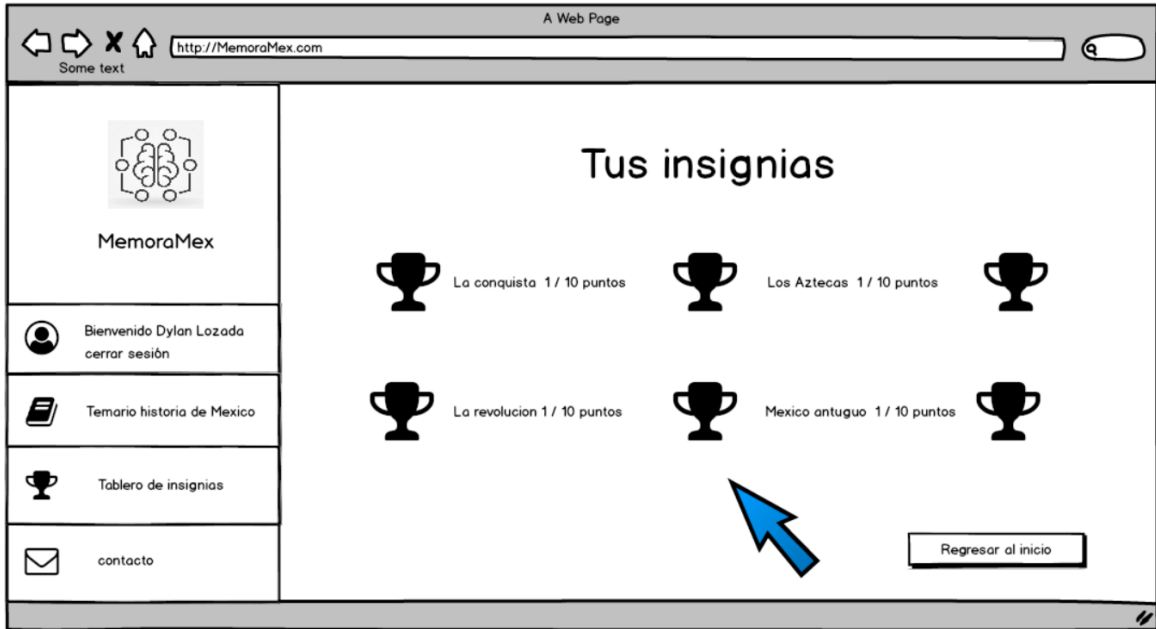 A Web Page
http://MemoraMex.com
Some text
MemoraMex
Bienvenido Dylan Lozada
cerrar sesión
Temario historia de Mexico
Tablero de insignias
contacto
Tus insignias
La conquista 1 / 10 puntos
Los Aztecas 1 / 10 puntos
La revolucion 1 / 10 puntos
Mexico antuguo 1 / 10 puntos
Regresar al inicio